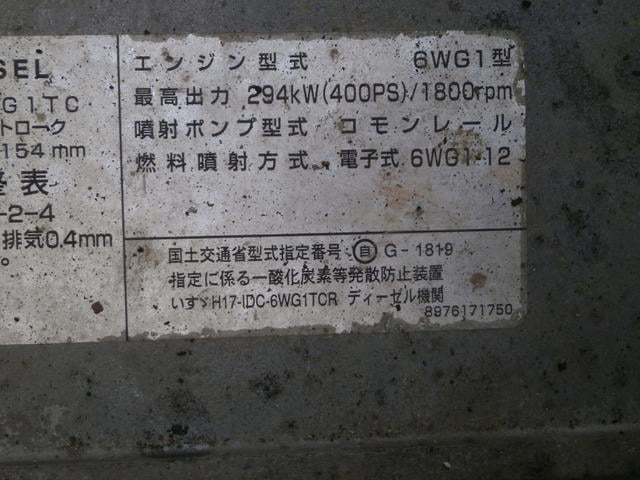 SEL
G1TC
トローク
154mm
表
-2-4
排気0.4mm
。
エンジン型式 6WG1型
最高出力 294kW(400PS)/1800rpm
噴射ポンプ型式 コモンレール
燃料噴射方式 電子式 6WG1-12
国土交通省型式指定番号 自 G-1819
指定に係る一酸化炭素等発散防止装置
いすゞH17-IDC-6WG1TCR ディーゼル機関
8976171750